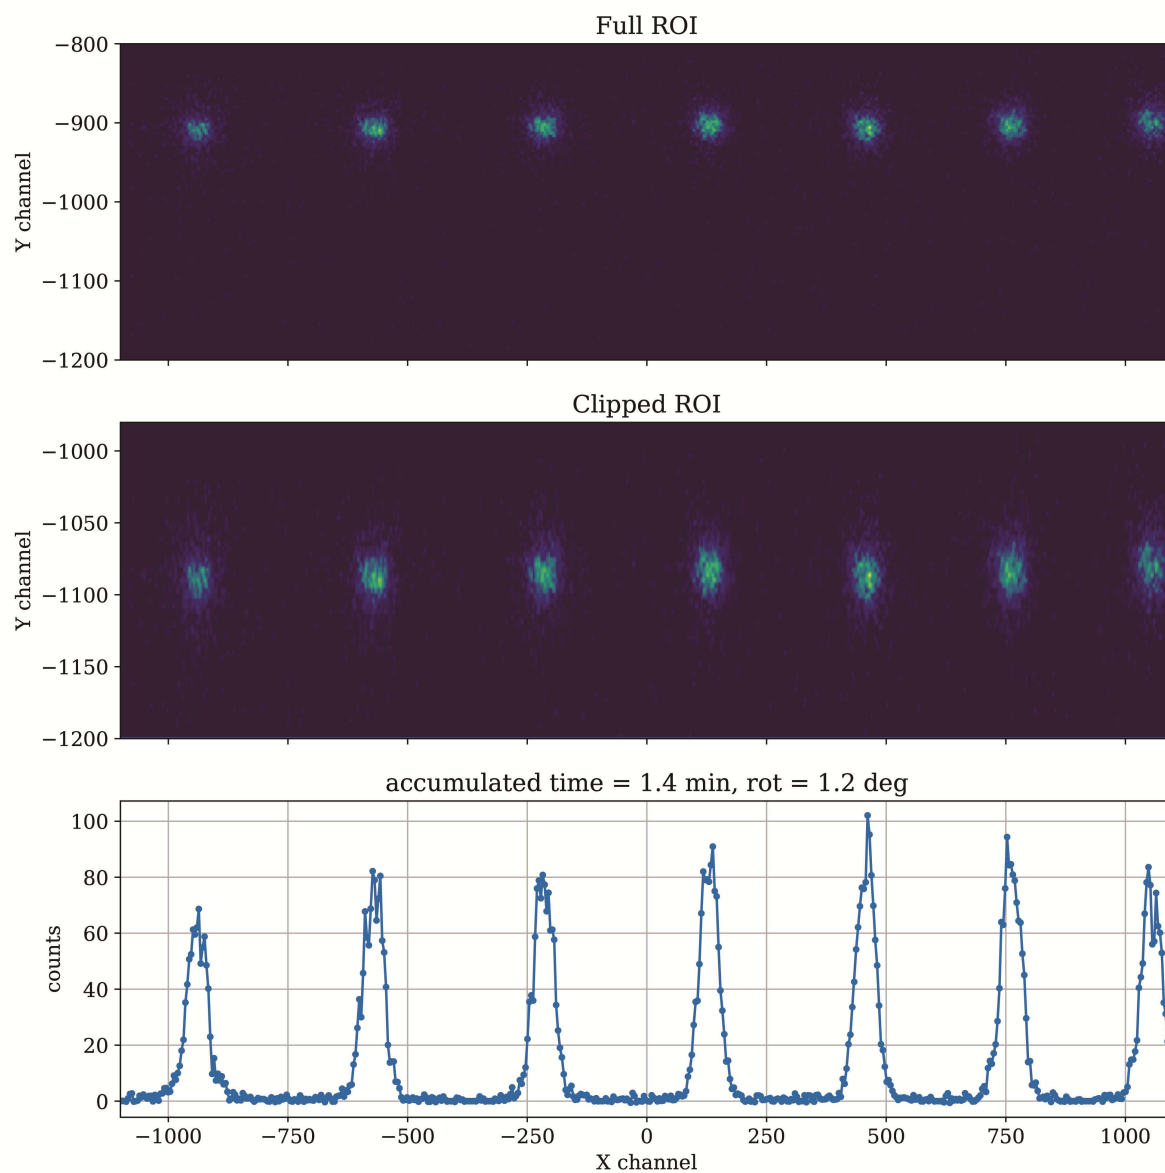 Full ROI
−800
−900
−1000
−1100
−1200
Y channel
Clipped ROI
−1000
−1050
−1100
−1150
−1200
Y channel
accumulated time = 1.4 min, rot = 1.2 deg
100
80
60
40
20
0
counts
−1000 −750 −500 −250 0 250 500 750 1000
X channel